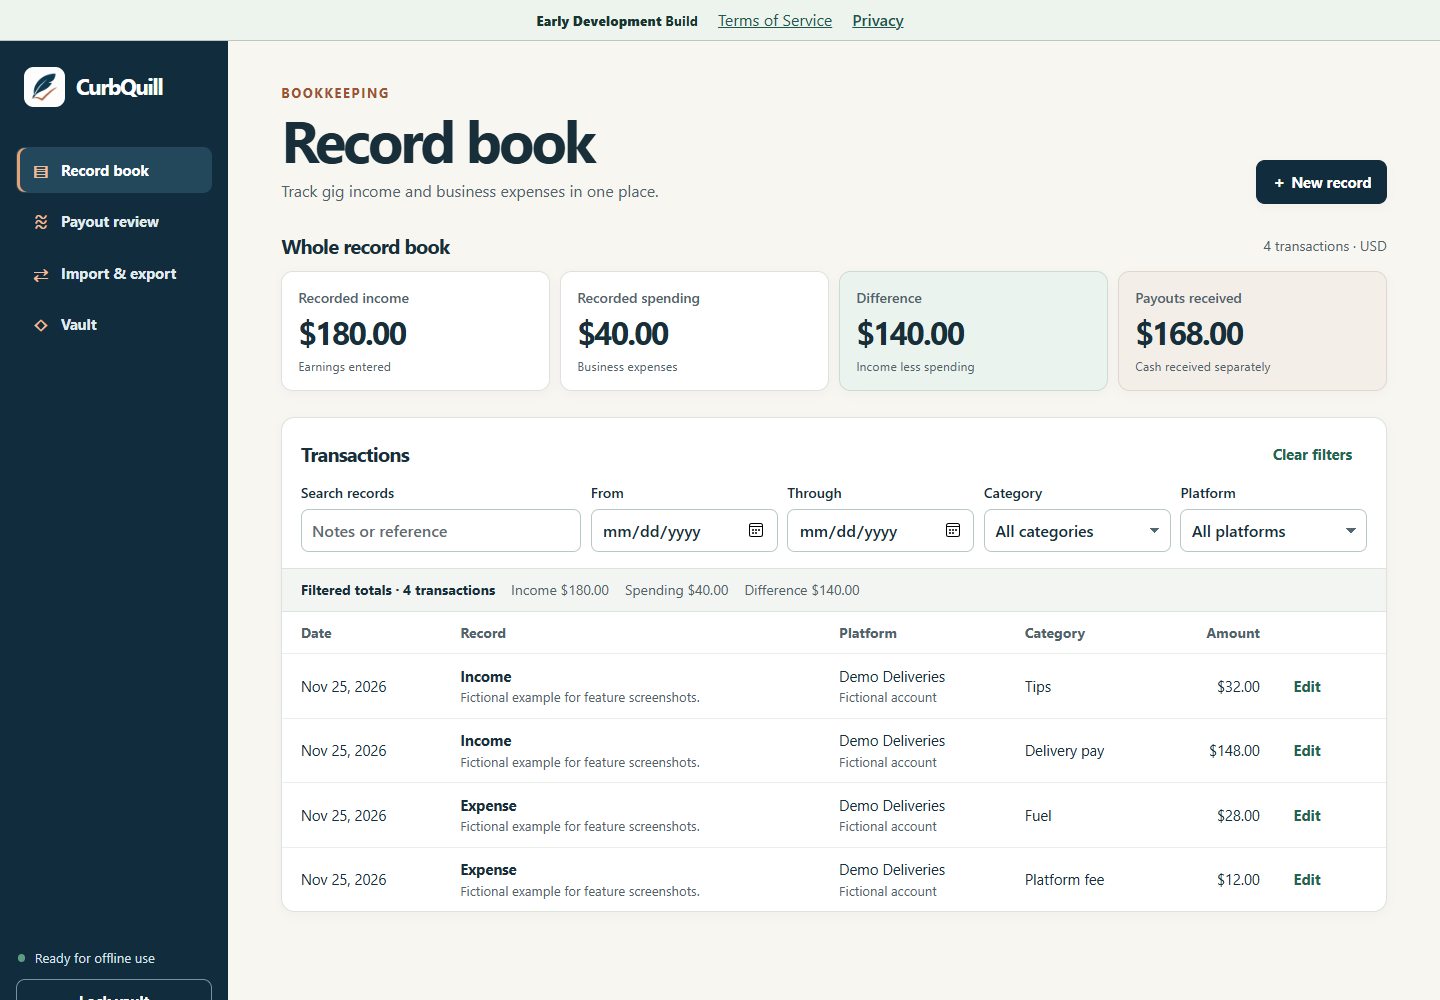 Early Development Build Terms of Service Privacy
CurbQuill
Record book
Payout review
Import & export
Vault
Ready for offline use
BOOKKEEPING
Record book
Track gig income and business expenses in one place.
+ New record
Whole record book
4 transactions · USD
Recorded income
$180.00
Earnings entered
Recorded spending
$40.00
Business expenses
Difference
$140.00
Income less spending
Payouts received
$168.00
Cash received separately
Transactions
Clear filters
Search records From Through Category Platform
Notes or reference mm/dd/yyyy mm/dd/yyyy All categories All platforms
Filtered totals · 4 transactions Income $180.00 Spending $40.00 Difference $140.00
Date Record Platform Category Amount
Nov 25, 2026 Income Demo Deliveries Tips $32.00 Edit
Fictional example for feature screenshots. Fictional account
Nov 25, 2026 Income Demo Deliveries Delivery pay $148.00 Edit
Fictional example for feature screenshots. Fictional account
Nov 25, 2026 Expense Demo Deliveries Fuel $28.00 Edit
Fictional example for feature screenshots. Fictional account
Nov 25, 2026 Expense Demo Deliveries Platform fee $12.00 Edit
Fictional example for feature screenshots. Fictional account